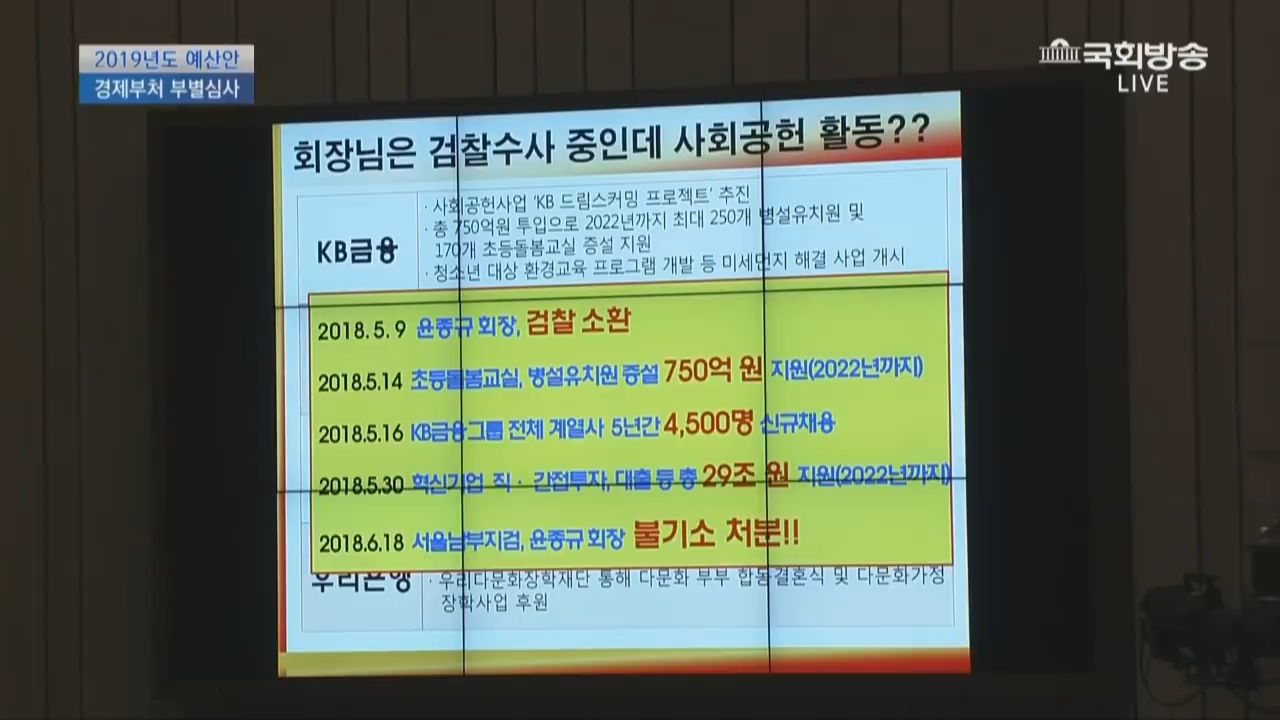 2019년도 예산안
경제부처 부별심사
국회방송
LIVE
회장님은 검찰수사 중인데 사회공헌 활동??
KB금융
· 사회공헌사업 'KB 드림스커밍 프로젝트' 추진
· 총 750억원 투입으로 2022년까지 최대 250개 병설유치원 및
170개 초등돌봄교실 증설 지원
· 청소년 대상 환경교육 프로그램 개발 등 미세먼지 해결 사업 개시
2018.5.9 윤종규 회장, 검찰 소환
2018.5.14 초등돌봄교실, 병설유치원 증설 750억 원 지원(2022년까지)
2018.5.16 KB금융그룹 전체 계열사 5년간 4,500명 신규채용
2018.5.30 혁신기업 직· 간접투자, 대출 등 총 29조 원 지원(2022년까지)
2018.6.18 서울남부지검, 윤종규 회장 불기소 처분!!
우리은행
· 우리다문화장학재단 통해 다문화 부부 합동결혼식 및 다문화가정
장학사업 후원